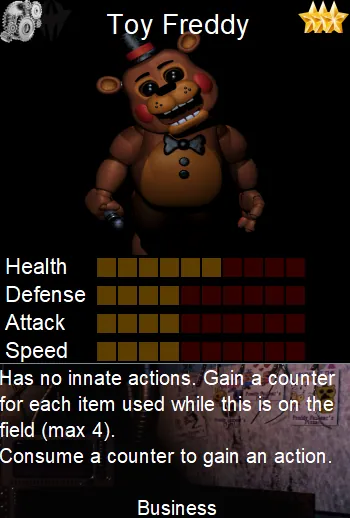 Toy Freddy
Health
Defense
Attack
Speed
Has no innate actions. Gain a counter
for each item used while this is on the
field (max 4).
Consume a counter to gain an action.
Business